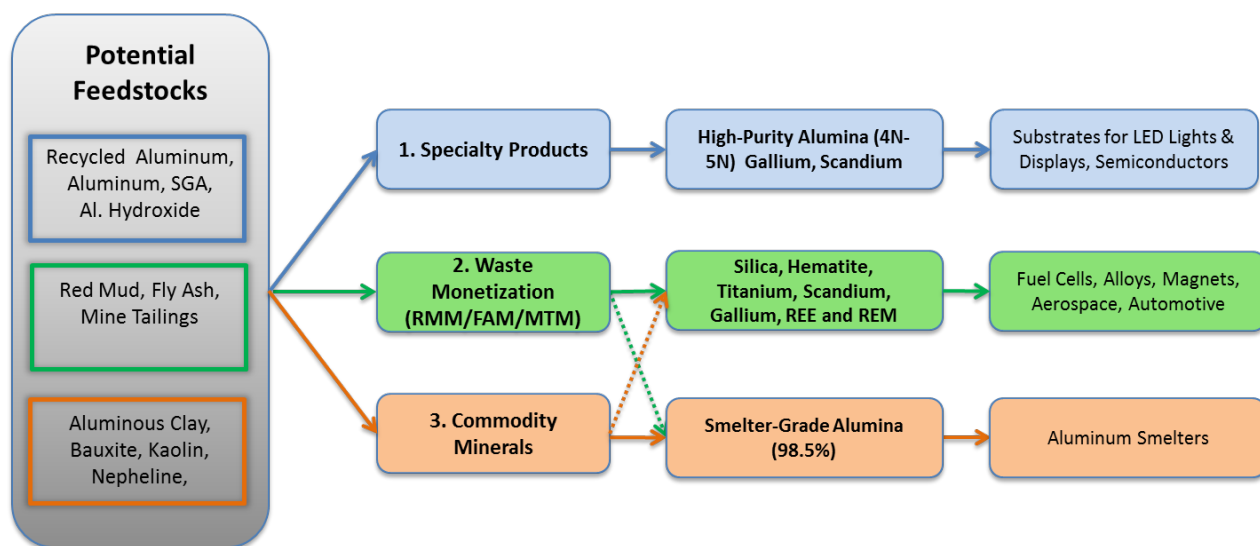 Potential
Feedstocks
Recycled Aluminum,
Aluminum, SGA,
Al. Hydroxide
Red Mud, Fly Ash,
Mine Tailings
Aluminous Clay,
Bauxite, Kaolin,
Nepheline,
1. Specialty Products
High-Purity Alumina (4N-
5N) Gallium, Scandium
Substrates for LED Lights &
Displays, Semiconductors
2. Waste
Monetization
(RMM/FAM/MTM)
Silica, Hematite,
Titanium, Scandium,
Gallium, REE and REM
Fuel Cells, Alloys, Magnets,
Aerospace, Automotive
3. Commodity
Minerals
Smelter-Grade Alumina
(98.5%)
Aluminum Smelters